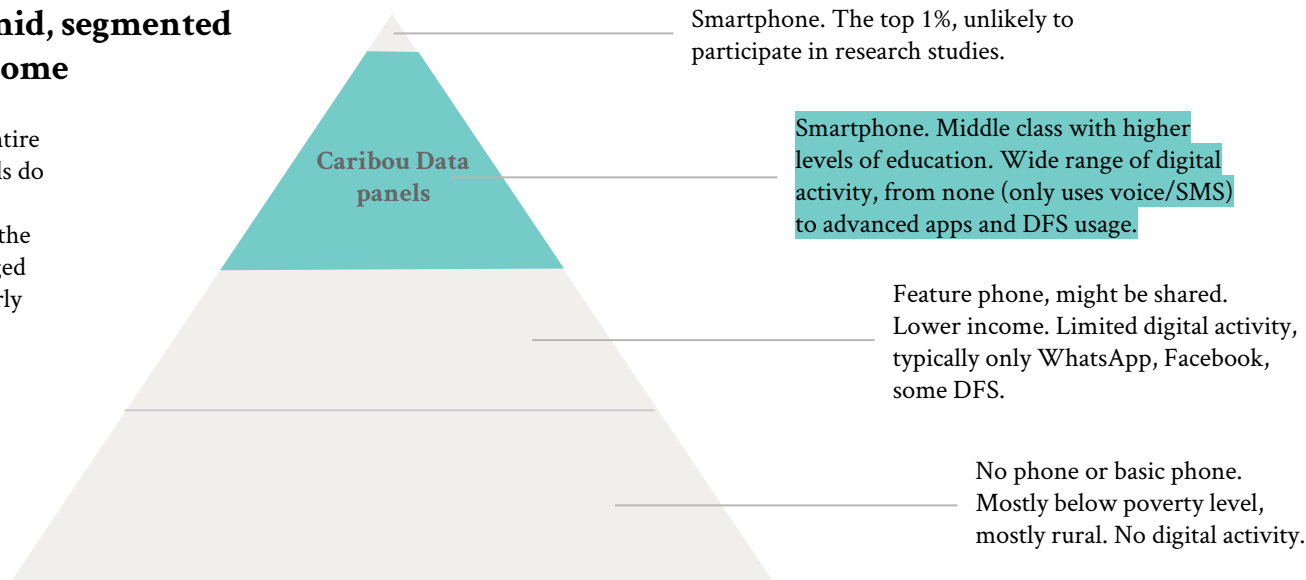 mid, segmented
ome
ntire
ls do
the
ged
rly
Caribou Data
panels
Smartphone. The top 1%, unlikely to
participate in research studies.
Smartphone. Middle class with higher
levels of education. Wide range of digital
activity, from none (only uses voice/SMS)
to advanced apps and DFS usage.
Feature phone, might be shared.
Lower income. Limited digital activity,
typically only WhatsApp, Facebook,
some DFS.
No phone or basic phone.
Mostly below poverty level,
mostly rural. No digital activity.